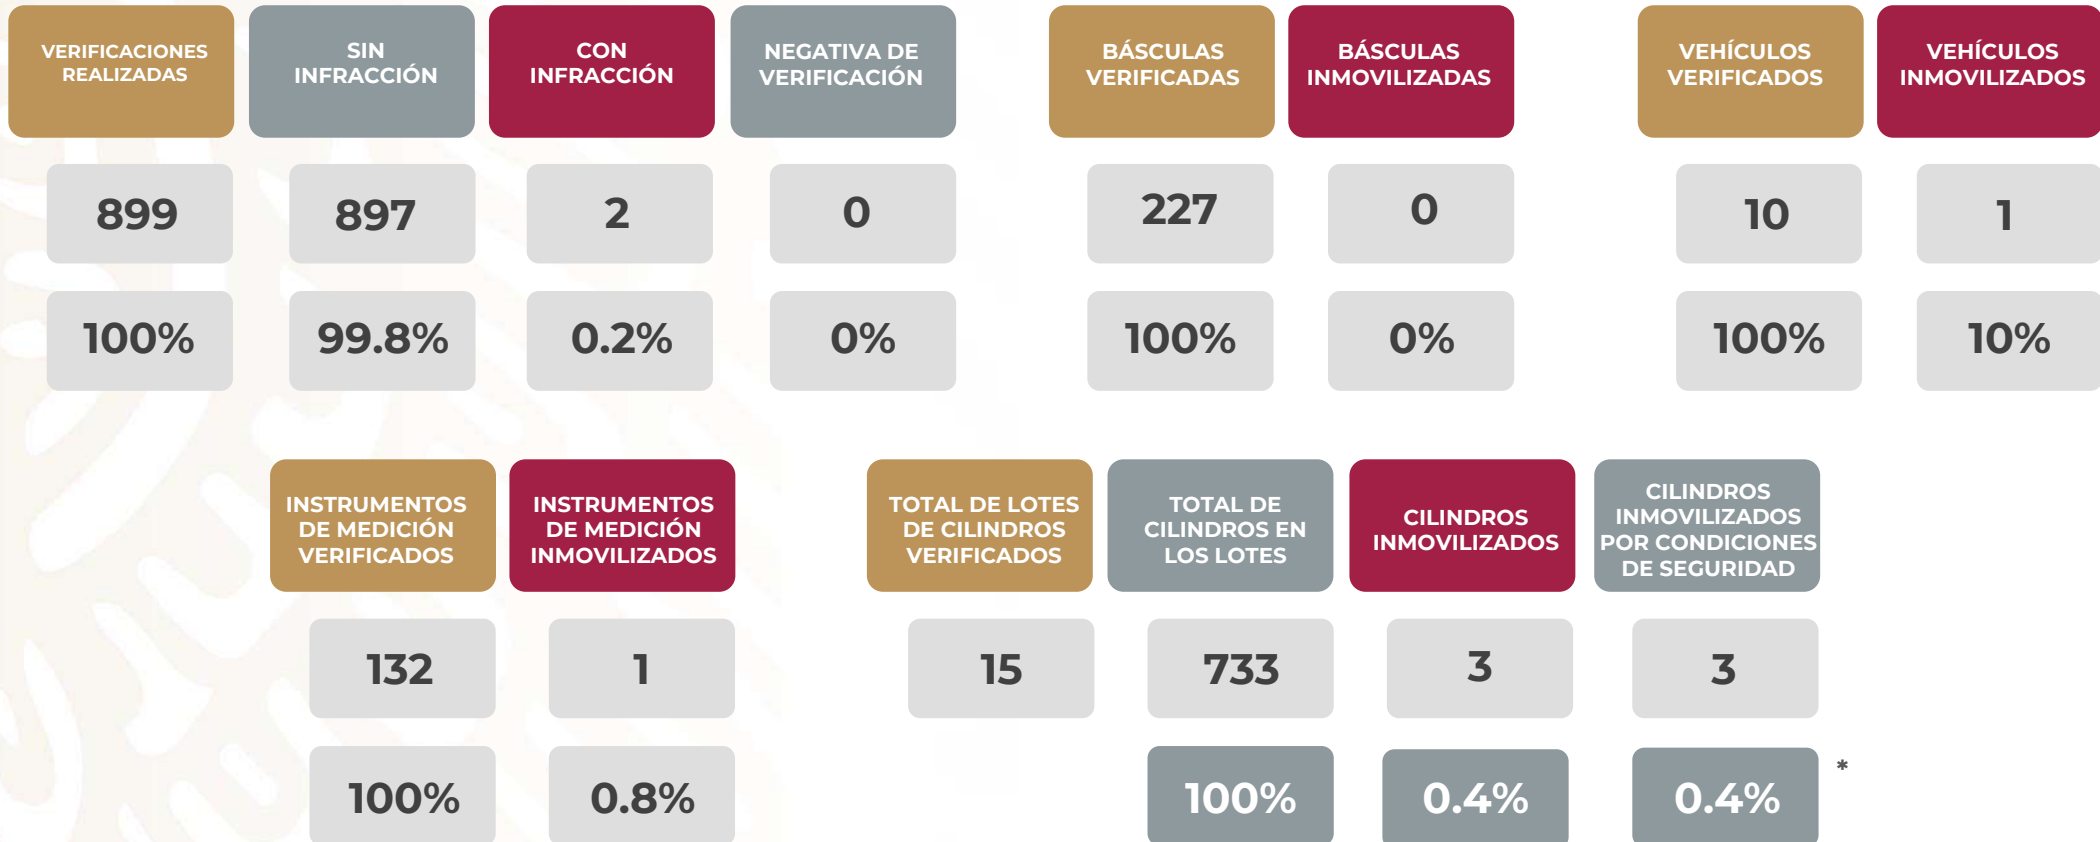 VERIFICACIONES
REALIZADAS
SIN
INFRACCIÓN
CON
INFRACCIÓN
NEGATIVA DE
VERIFICACIÓN
BÁSCULAS
VERIFICADAS
BÁSCULAS
INMOVILIZADAS
VEHÍCULOS
VERIFICADOS
VEHÍCULOS
INMOVILIZADOS
899
897
2
0
227
0
10
1
100%
99.8%
0.2%
0%
100%
0%
100%
10%
INSTRUMENTOS
DE MEDICIÓN
VERIFICADOS
INSTRUMENTOS
DE MEDICIÓN
INMOVILIZADOS
TOTAL DE LOTES
DE CILINDROS
VERIFICADOS
TOTAL DE
CILINDROS EN
LOS LOTES
CILINDROS
INMOVILIZADOS
CILINDROS
INMOVILIZADOS
POR CONDICIONES
DE SEGURIDAD
132
1
15
733
3
3
100%
0.8%
100%
0.4%
0.4%
*